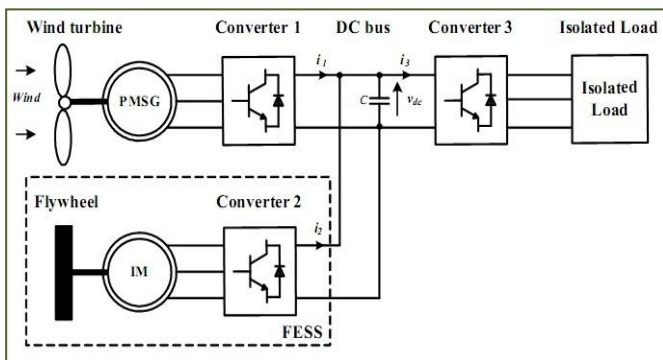 Wind turbine
Converter 1
DC bus
Converter 3
Isolated Load
i1
i3
Wind
PMSG
C
vdc
Isolated
Load
Flywheel
Converter 2
i2
IM
FESS